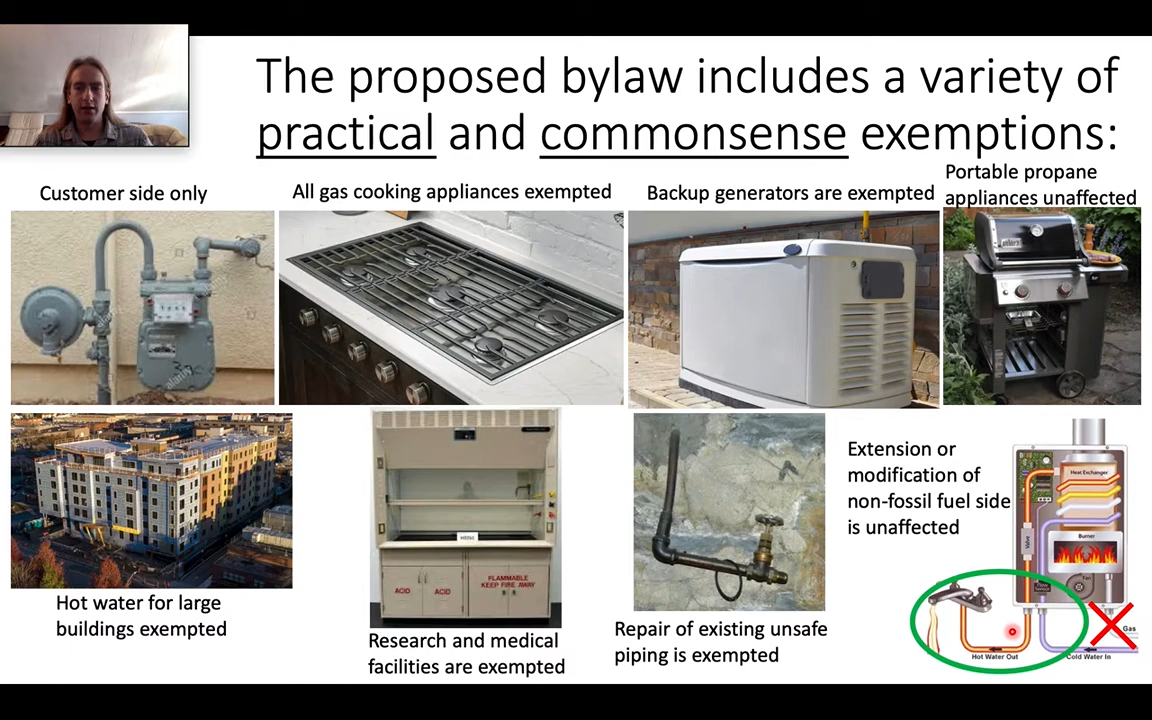 The proposed bylaw includes a variety of
practical and commonsense exemptions:
Customer side only
All gas cooking appliances exempted
Backup generators are exempted
Portable propane
appliances unaffected
Hot water for large
buildings exempted
ACID
ACID
FLAMMABLE
KEEP FIRE AWAY
Research and medical
facilities are exempted
Repair of existing unsafe
piping is exempted
Extension or
modification of
non-fossil fuel side
is unaffected
Heat Exchanger
Valve
Burner
Fan
Gas
Hot Water Out
Cold Water In